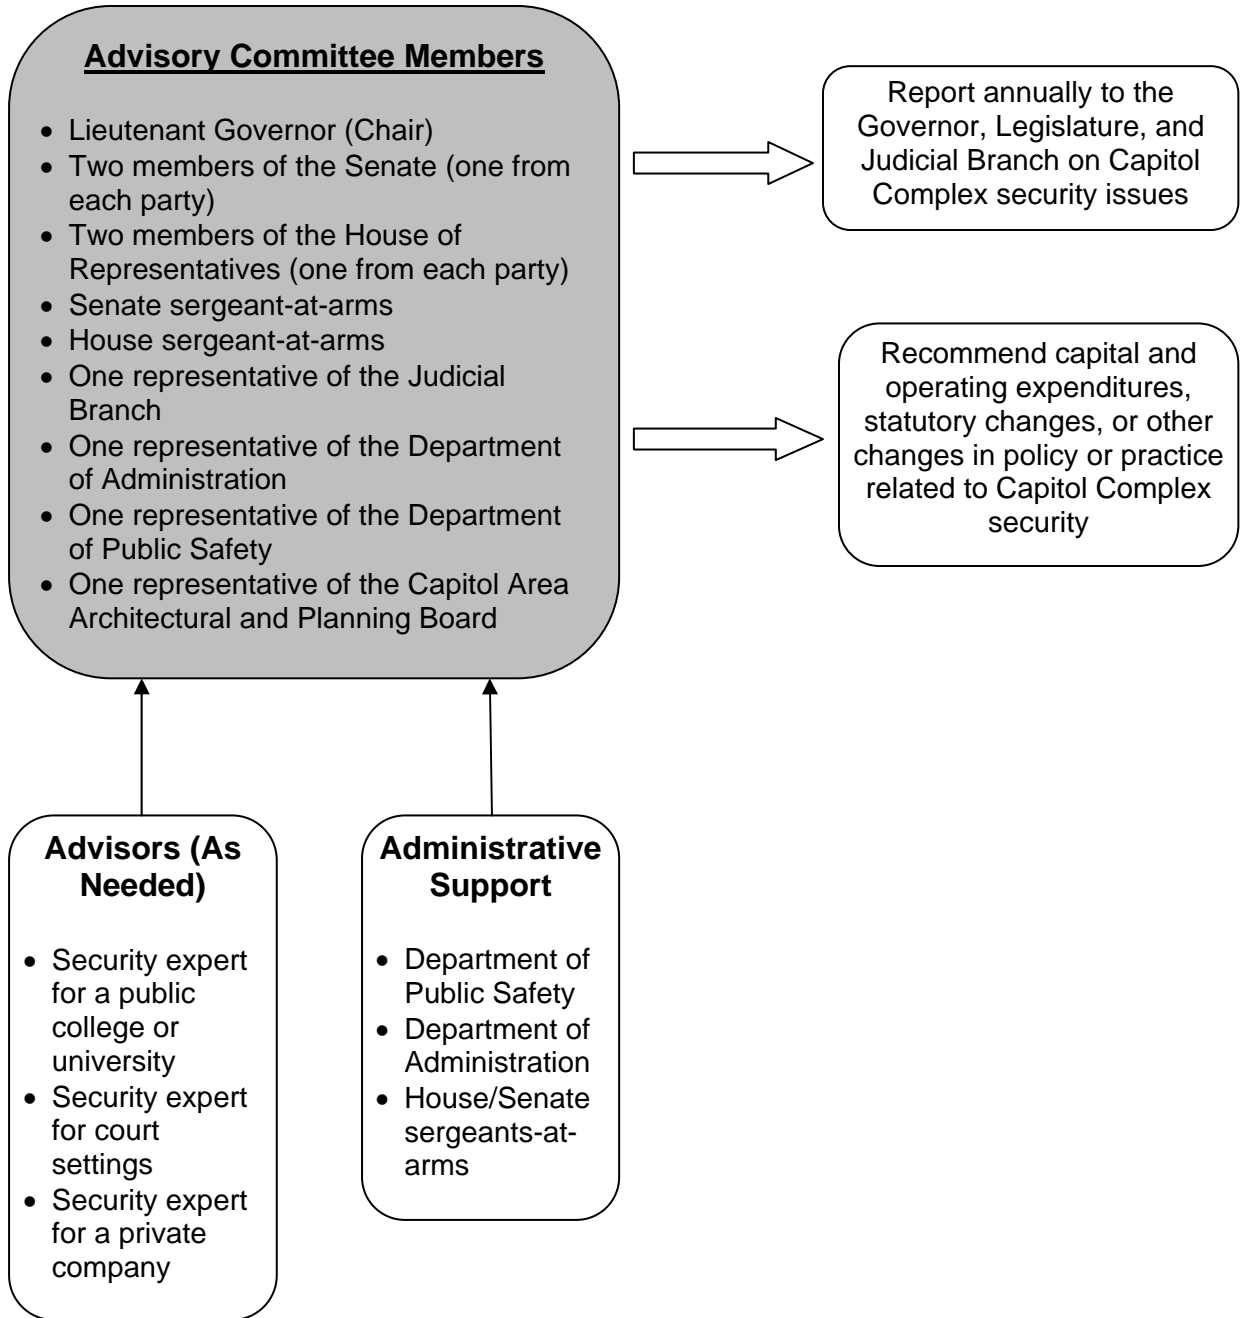 Advisory Committee Members
• Lieutenant Governor (Chair)
• Two members of the Senate (one from
each party)
• Two members of the House of
Representatives (one from each party)
• Senate sergeant-at-arms
• House sergeant-at-arms
• One representative of the Judicial
Branch
• One representative of the Department
of Administration
• One representative of the Department
of Public Safety
• One representative of the Capitol Area
Architectural and Planning Board
Report annually to the
Governor, Legislature, and
Judicial Branch on Capitol
Complex security issues
Recommend capital and
operating expenditures,
statutory changes, or other
changes in policy or practice
related to Capitol Complex
security
Advisors (As
Needed)
• Security expert
for a public
college or
university
• Security expert
for court
settings
• Security expert
for a private
company
Administrative
Support
• Department of
Public Safety
• Department of
Administration
• House/Senate
sergeants-at-
arms